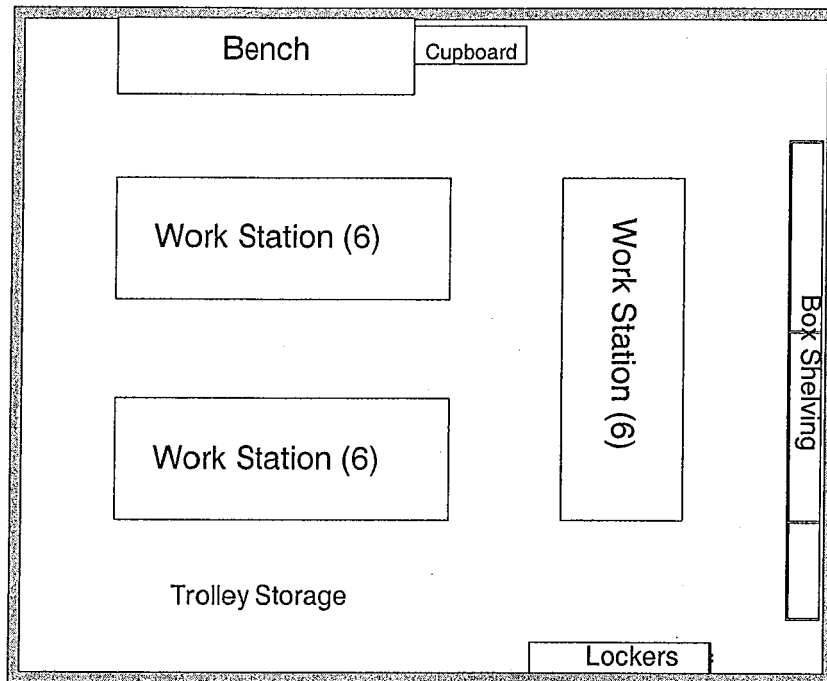 Bench
Cupboard
Work Station (6)
Work Station (6)
Box Shelving
Work Station (6)
Trolley Storage
Lockers